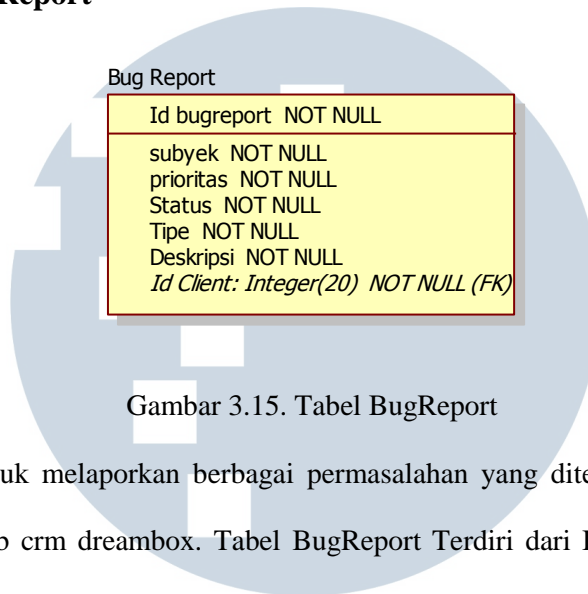 Report
Bug Report
Id bugreport NOT NULL
subyek NOT NULL
prioritas NOT NULL
Status NOT NULL
Tipe NOT NULL
Deskripsi NOT NULL
Id Client: Integer(20) NOT NULL (FK)
Gambar 3.15. Tabel BugReport
melaporkan berbagai permasalahan yang
crm dreambox. Tabel BugReport Terdiri dari